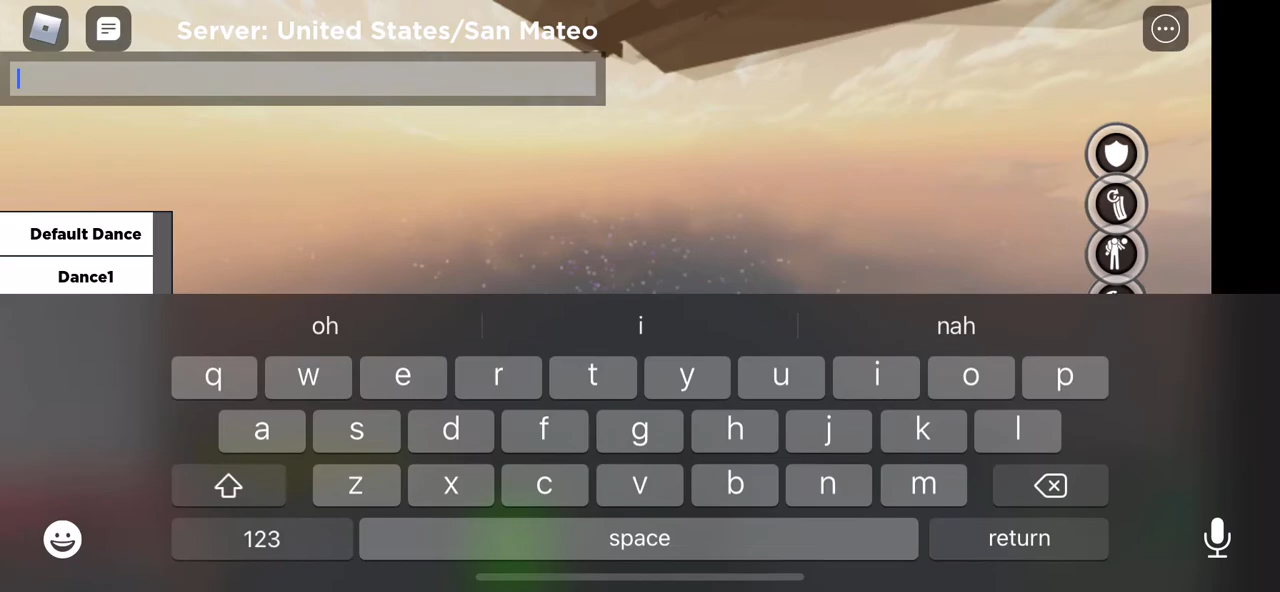 Server: United States/San Mateo
Default Dance
Dance1
oh i nah
q w e r t y u i o p
a s d f g h j k l
z x c v b n m
123 space return